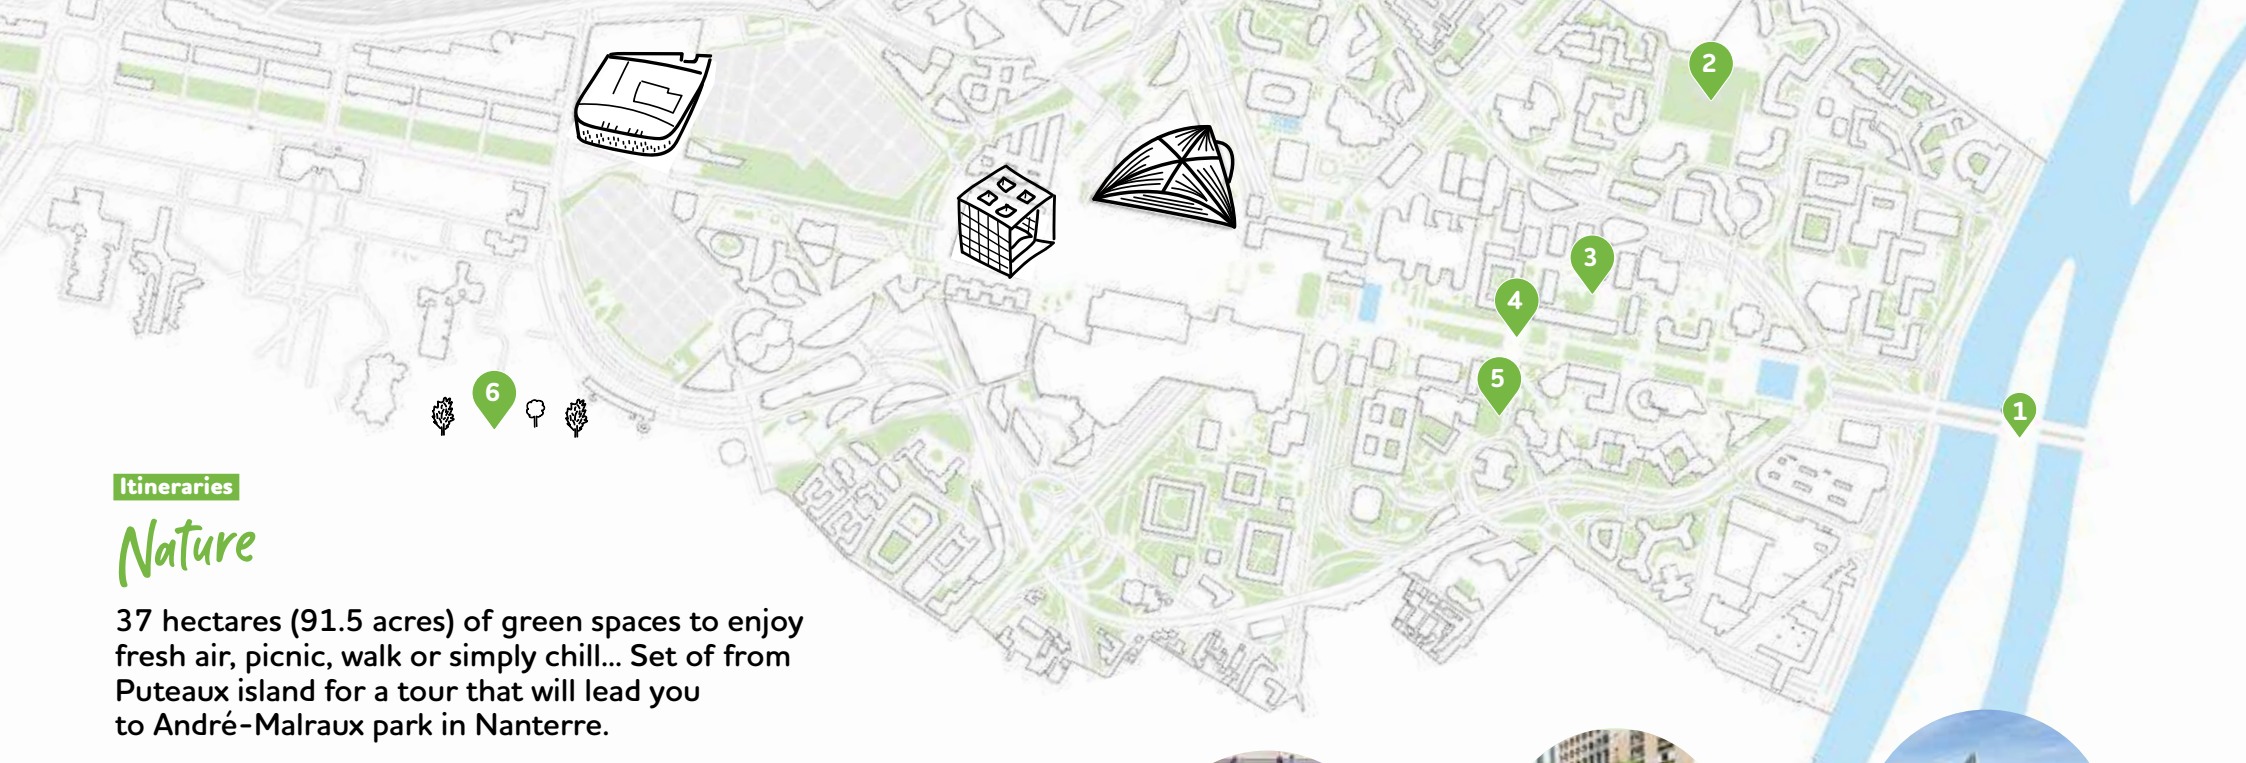 2
3
4
5
6
1
Itineraries
Nature
37 hectares (91.5 acres) of green spaces to enjoy
fresh air, picnic, walk or simply chill... Set of from
Puteaux island for a tour that will lead you
to André-Malraux park in Nanterre.